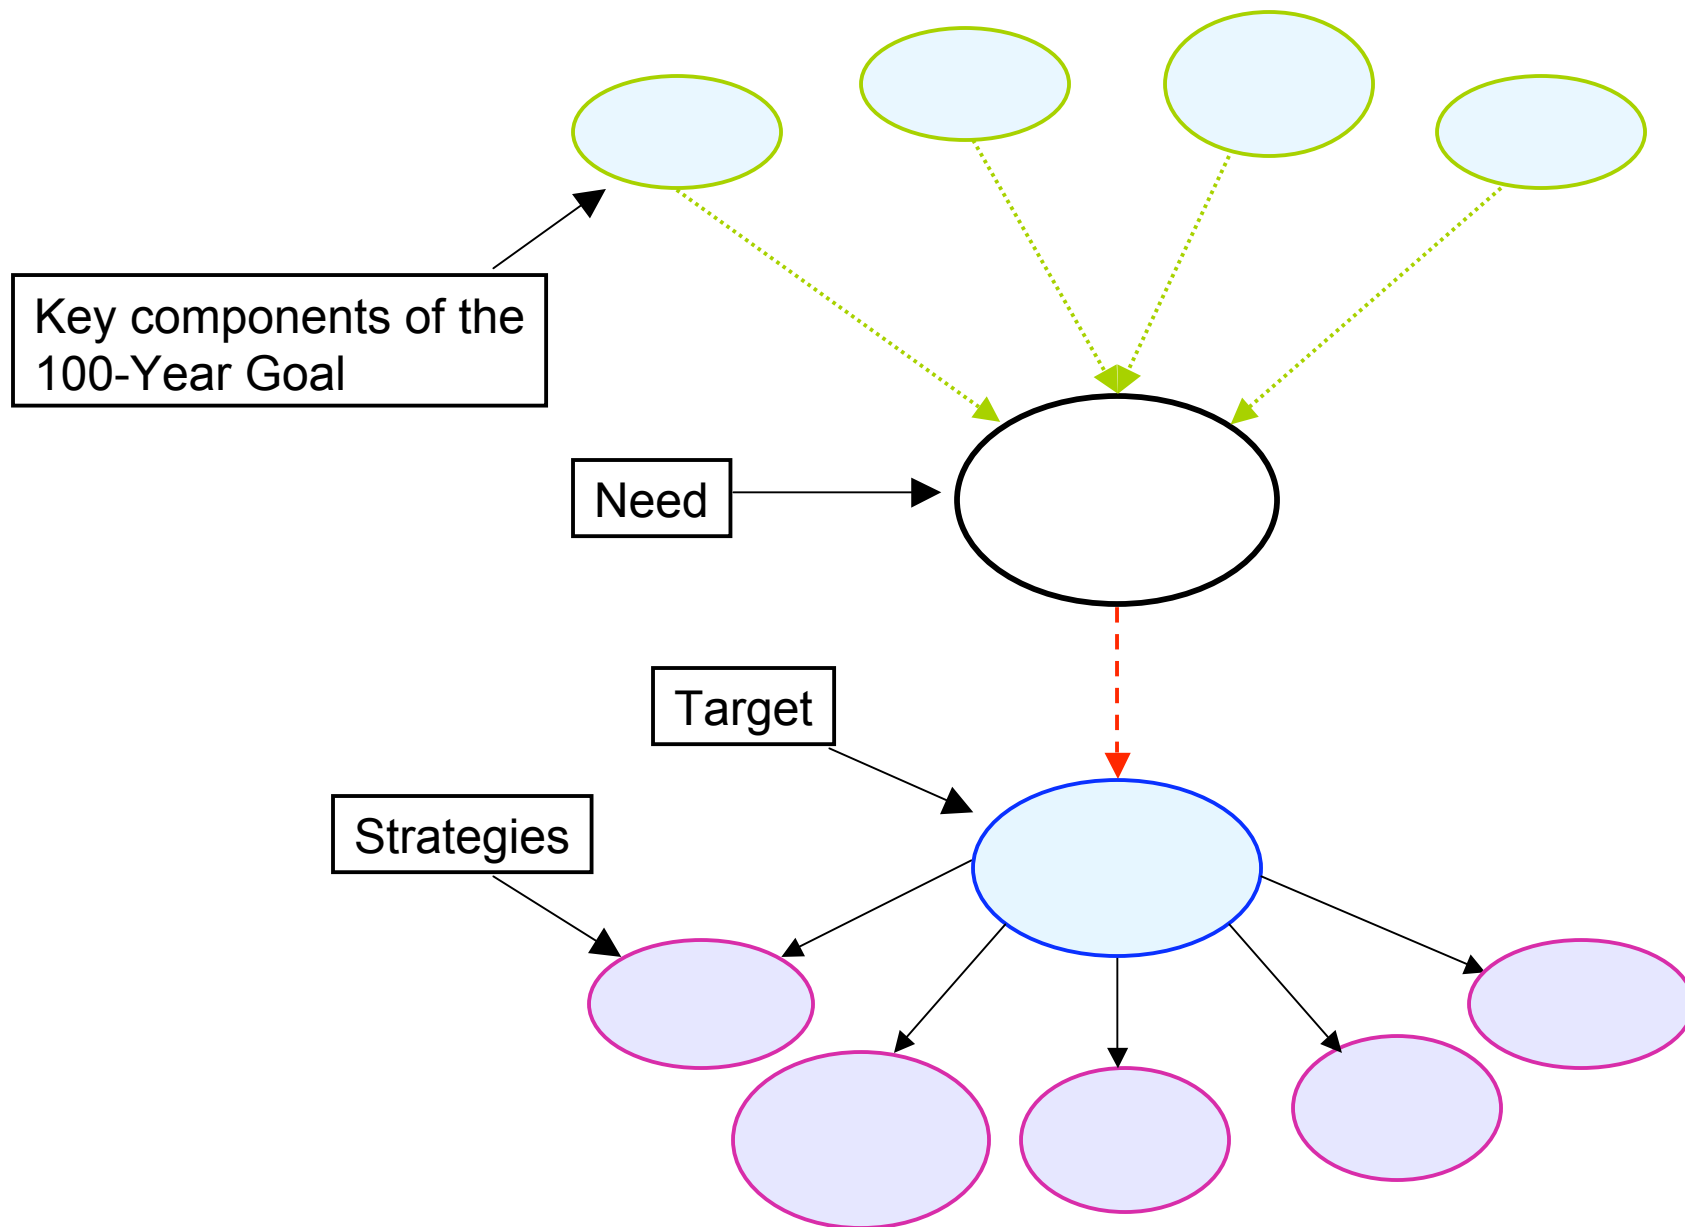 Key components of the
100-Year Goal
Need
Target
Strategies